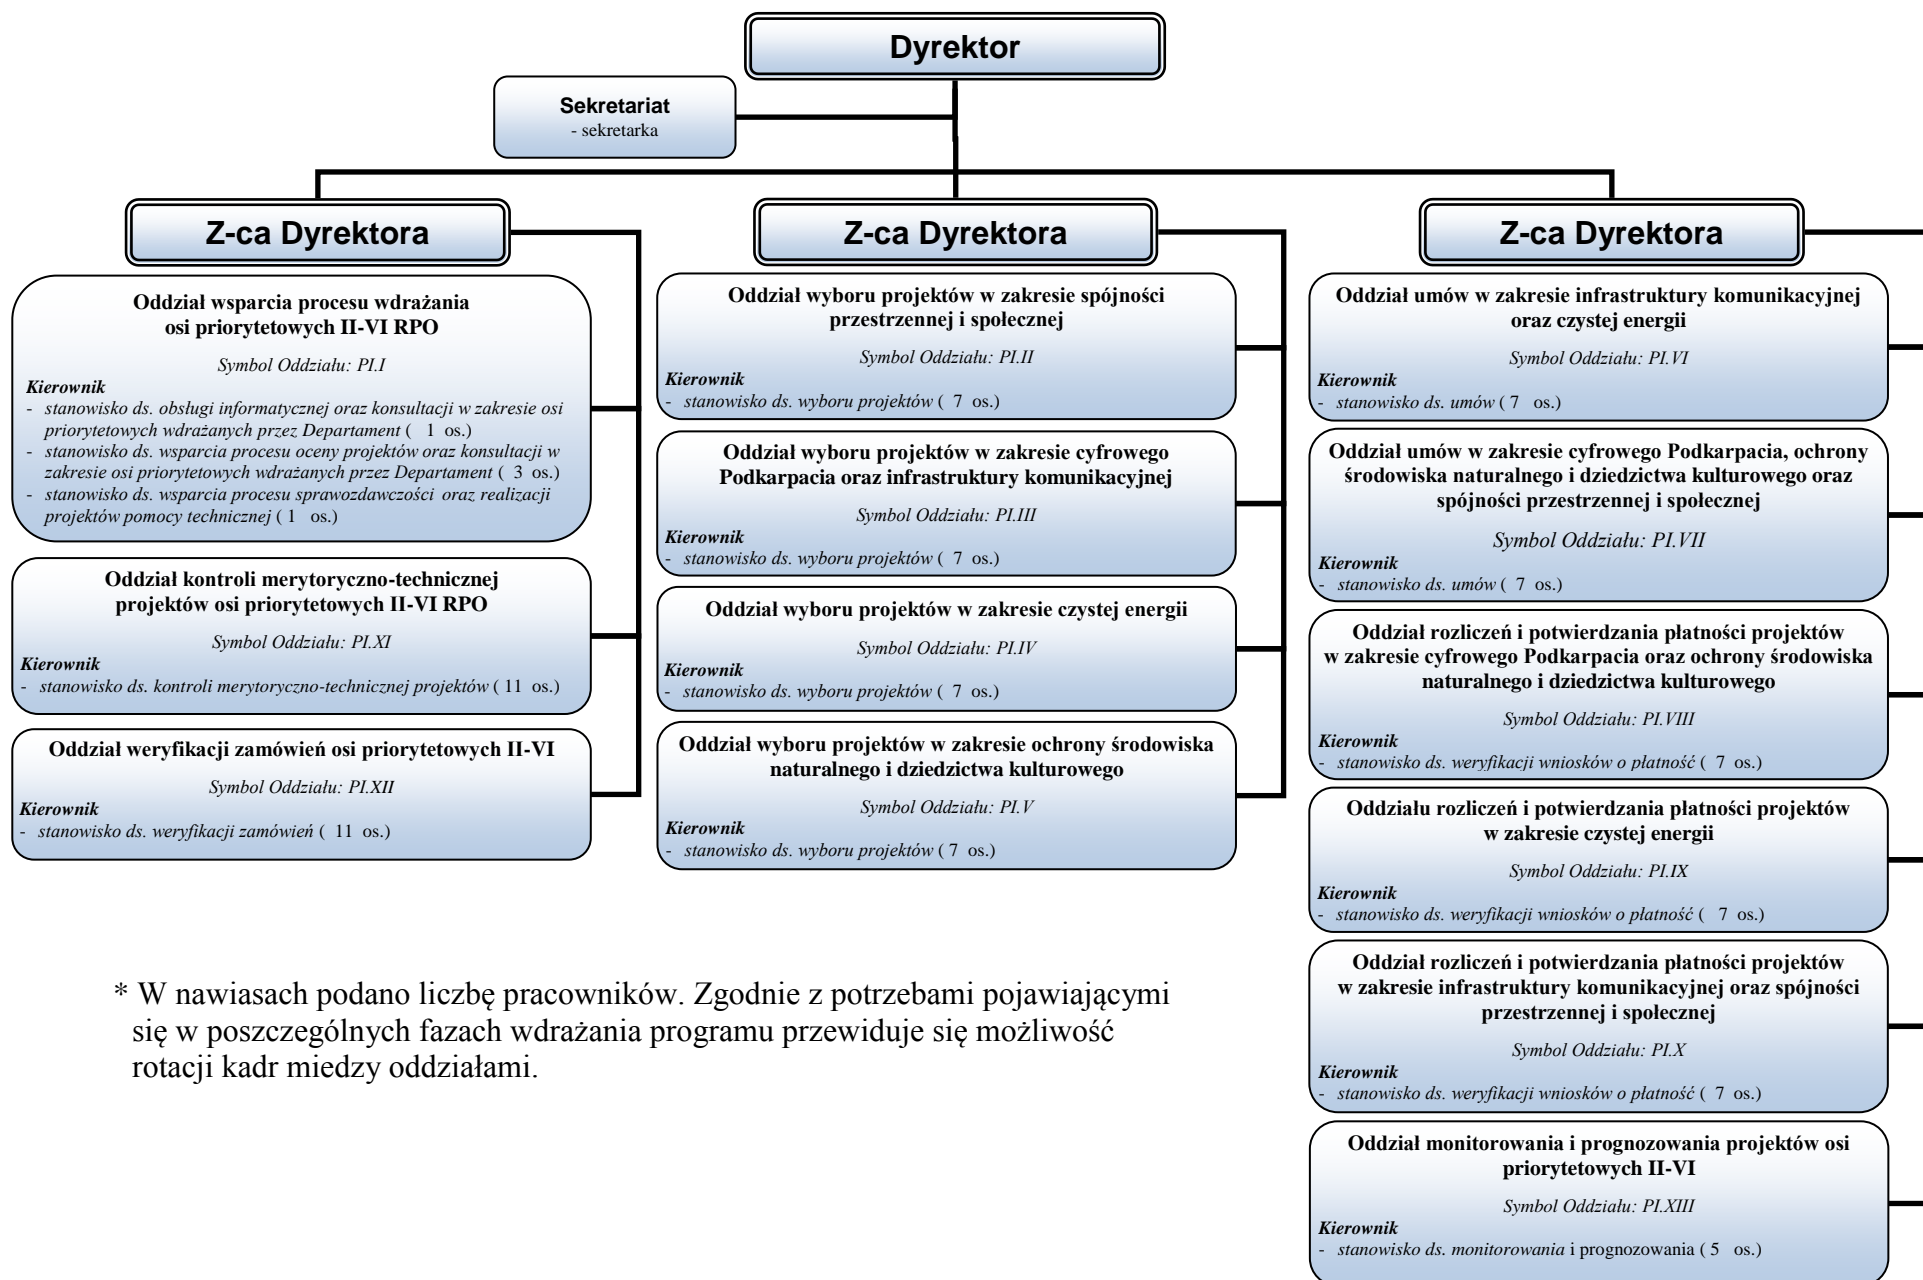 Dyrektor
Sekretariat
- sekretarka
Z-ca Dyrektora
Oddział wsparcia procesu wdrażania
osi priorytetowych II-VI RPO
Symbol Oddziału: PI.I
Kierownik
- stanowisko ds. obsługi informatycznej oraz konsultacji w zakresie osi
priorytetowych wdrażanych przez Departament ( 1 os.)
- stanowisko ds. wsparcia procesu oceny projektów oraz konsultacji w
zakresie osi priorytetowych wdrażanych przez Departament ( 3 os.)
- stanowisko ds. wsparcia procesu sprawozdawczości oraz realizacji
projektów pomocy technicznej ( 1 os.)
Oddział kontroli merytoryczno-technicznej
projektów osi priorytetowych II-VI RPO
Symbol Oddziału: PI.XI
Kierownik
- stanowisko ds. kontroli merytoryczno-technicznej projektów ( 11 os.)
Oddział weryfikacji zamówień osi priorytetowych II-VI
Symbol Oddziału: PI.XII
Kierownik
- stanowisko ds. weryfikacji zamówień ( 11 os.)
Z-ca Dyrektora
Oddział wyboru projektów w zakresie spójności
przestrzennej i społecznej
Symbol Oddziału: PI.II
Kierownik
- stanowisko ds. wyboru projektów ( 7 os.)
Oddział wyboru projektów w zakresie cyfrowego
Podkarpacia oraz infrastruktury komunikacyjnej
Symbol Oddziału: PI.III
Kierownik
- stanowisko ds. wyboru projektów ( 7 os.)
Oddział wyboru projektów w zakresie czystej energii
Symbol Oddziału: PI.IV
Kierownik
- stanowisko ds. wyboru projektów ( 7 os.)
Oddział wyboru projektów w zakresie ochrony środowiska
naturalnego i dziedzictwa kulturowego
Symbol Oddziału: PI.V
Kierownik
- stanowisko ds. wyboru projektów ( 7 os.)
Z-ca Dyrektora
Oddział umów w zakresie infrastruktury komunikacyjnej
oraz czystej energii
Symbol Oddziału: PI.VI
Kierownik
- stanowisko ds. umów ( 7 os.)
Oddział umów w zakresie cyfrowego Podkarpacia, ochrony
środowiska naturalnego i dziedzictwa kulturowego oraz
spójności przestrzennej i społecznej
Symbol Oddziału: PI.VII
Kierownik
- stanowisko ds. umów ( 7 os.)
Oddział rozliczeń i potwierdzania płatności projektów
w zakresie cyfrowego Podkarpacia oraz ochrony środowiska
naturalnego i dziedzictwa kulturowego
Symbol Oddziału: PI.VIII
Kierownik
- stanowisko ds. weryfikacji wniosków o płatność ( 7 os.)
Oddziału rozliczeń i potwierdzania płatności projektów
w zakresie czystej energii
Symbol Oddziału: PI.IX
Kierownik
- stanowisko ds. weryfikacji wniosków o płatność ( 7 os.)
Oddział rozliczeń i potwierdzania płatności projektów
w zakresie infrastruktury komunikacyjnej oraz spójności
przestrzennej i społecznej
Symbol Oddziału: PI.X
Kierownik
- stanowisko ds. weryfikacji wniosków o płatność ( 7 os.)
Oddział monitorowania i prognozowania projektów osi
priorytetowych II-VI
Symbol Oddziału: PI.XIII
Kierownik
- stanowisko ds. monitorowania i prognozowania ( 5 os.)
* W nawiasach podano liczbę pracowników. Zgodnie z potrzebami pojawiającymi
się w poszczególnych fazach wdrażania programu przewiduje się możliwość
rotacji kadr miedzy oddziałami.